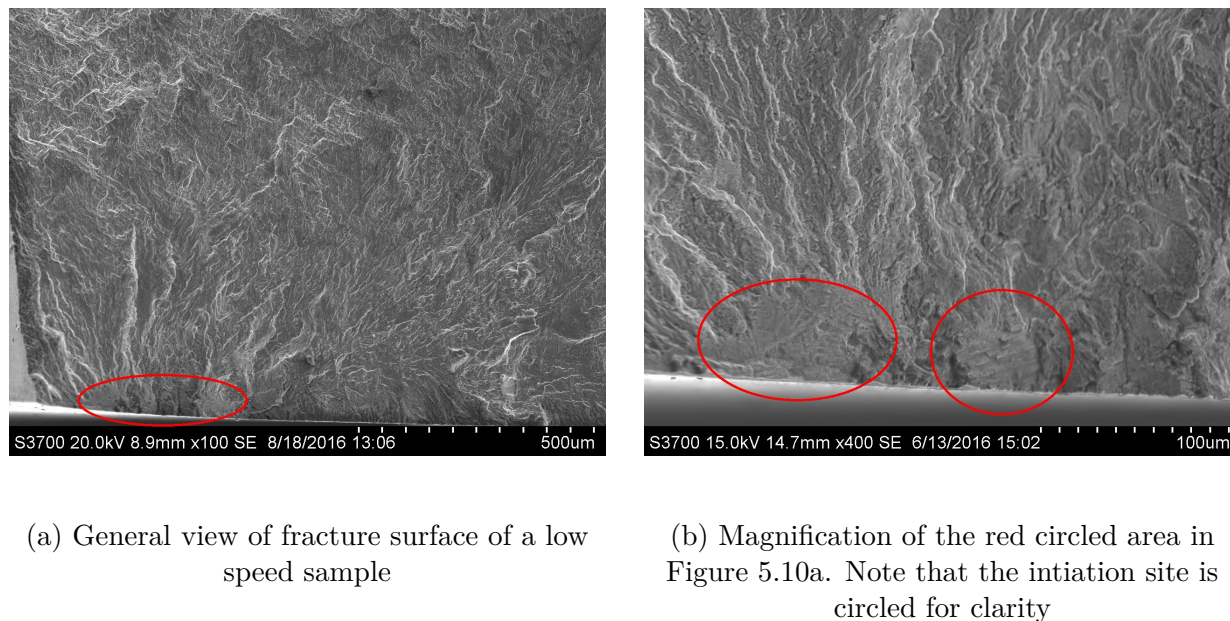 S3700 20.0kV 8.9mm x100 SE 8/18/2016 13:06 500um
S3700 15.0kV 14.7mm x400 SE 6/13/2016 15:02 100um
(a) General view of fracture surface of a low
speed sample
(b) Magnification of the red circled area in
Figure 5.10a. Note that the intiation site is
circled for clarity